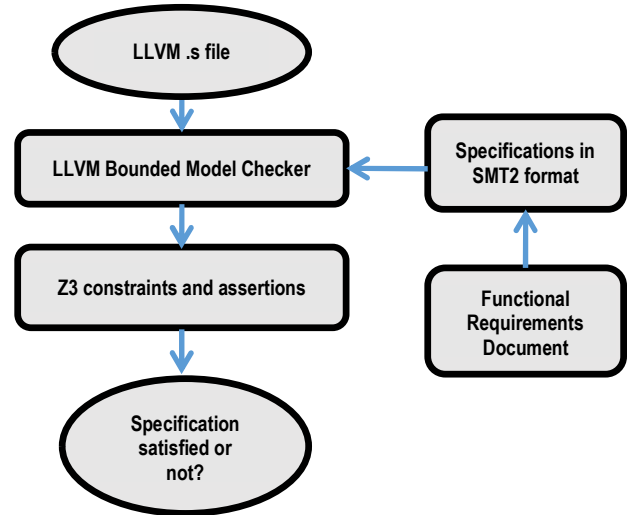 LLVM .s file
LLVM Bounded Model Checker
Specifications in
SMT2 format
Z3 constraints and assertions
Functional
Requirements
Document
Specification
satisfied or
not?